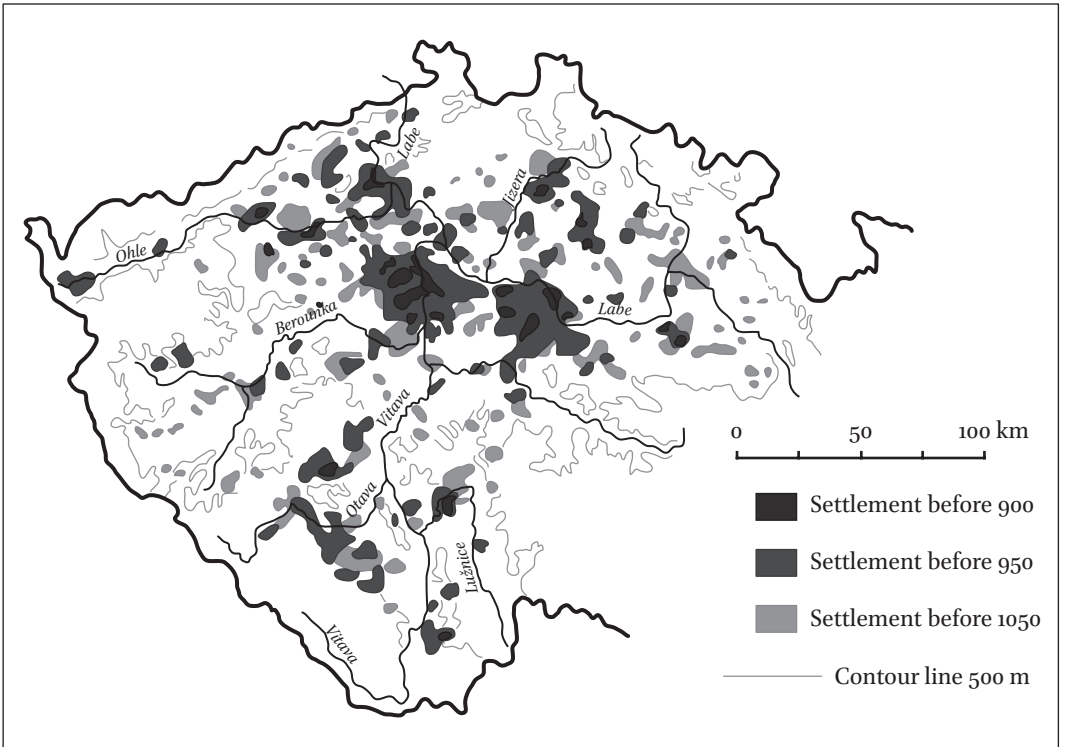 Labe
Jizera
Ohle
Berounka
Labe
Vltava
Otava
Lužnice
Vltava
0 50 100 km
Settlement before 900
Settlement before 950
Settlement before 1050
Contour line 500 m